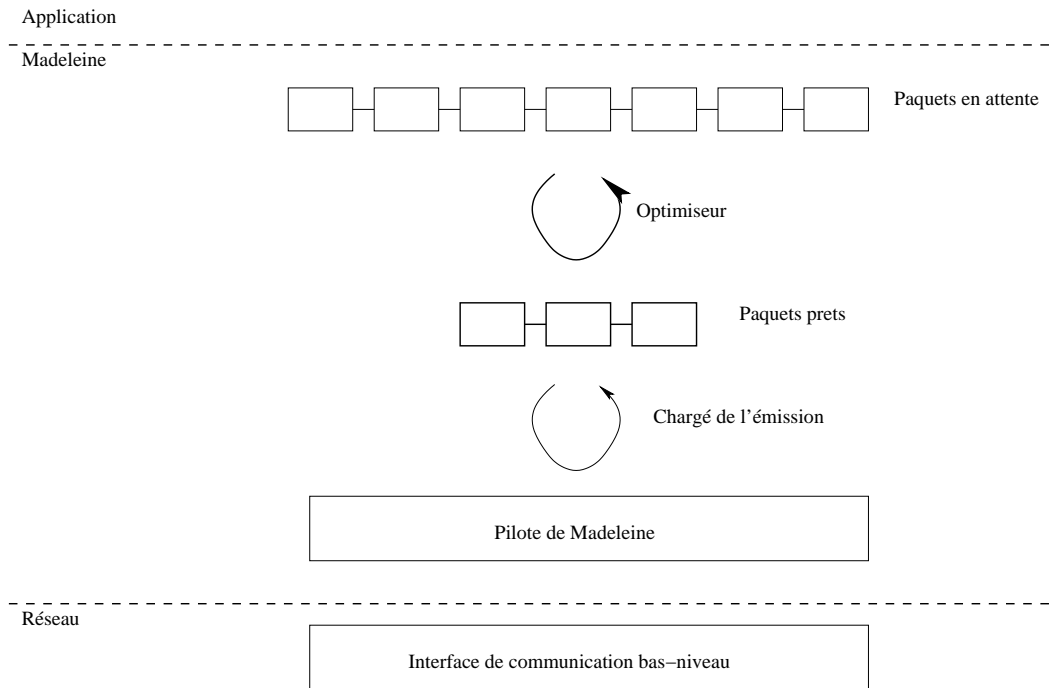 Application
Madeleine
Paquets en attente
Optimiseur
Paquets prets
Chargé de l'émission
Pilote de Madeleine
Réseau
Interface de communication bas−niveau